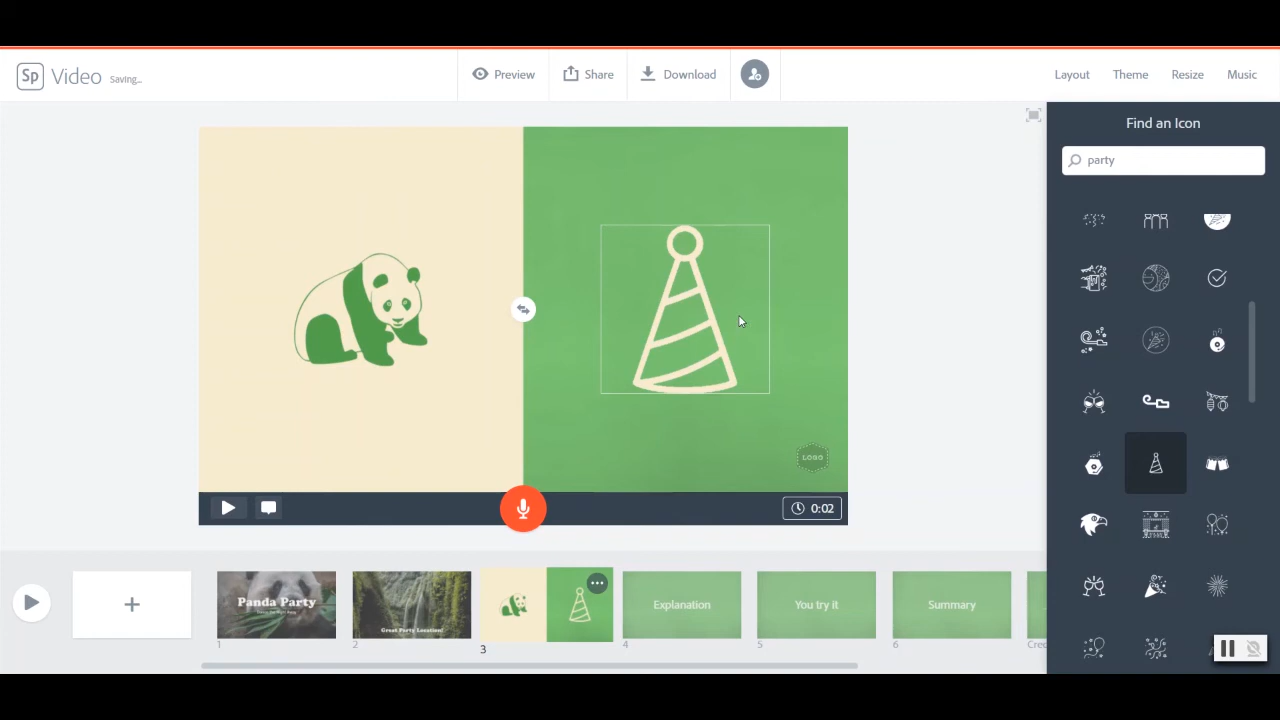 Sp Video Saving...
Preview Share Download
Layout Theme Resize Music
Find an Icon
party
LOGO
0:02
Panda Party
Great Party Location!
Explanation
You try it
Summary
1 2 3 4 5 6